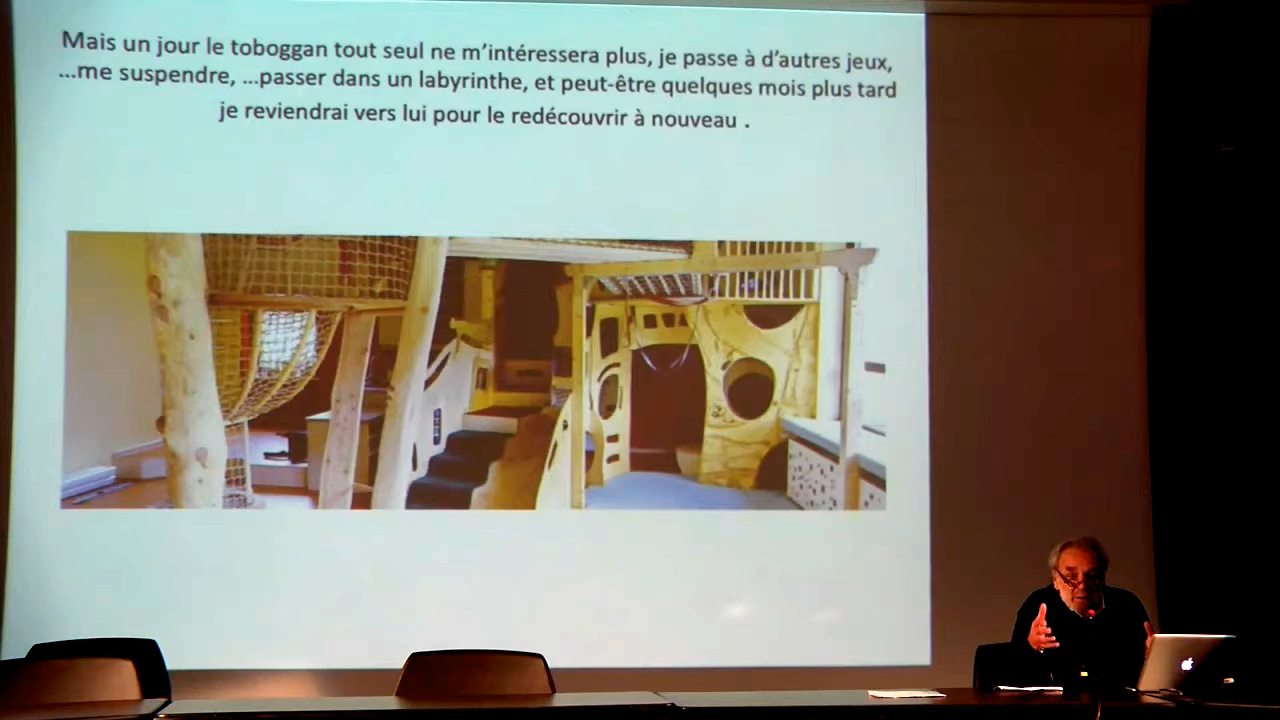 Mais un jour le toboggan tout seul ne m'intéressera plus, je passe à d'autres jeux,
...me suspendre, ...passer dans un labyrinthe, et peut-être quelques mois plus tard
je reviendrai vers lui pour le redécouvrir à nouveau .